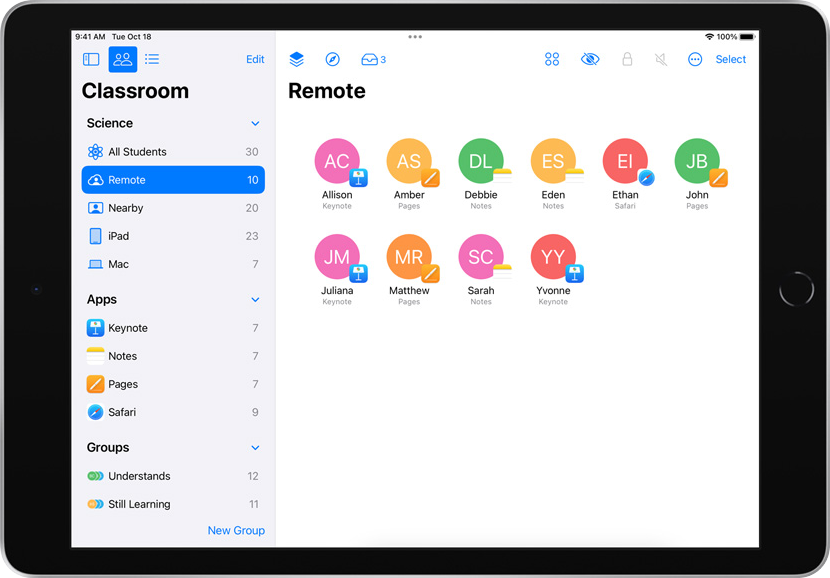 9:41 AM Tue Oct 18
100%
Edit
3
Select
Classroom
Remote
Science
All Students 30
Remote 10
Nearby 20
iPad 23
Mac 7
Apps
Keynote 7
Notes 7
Pages 7
Safari 9
Groups
Understands 12
Still Learning 11
New Group
AC AS DL ES EI JB
Allison Amber Debbie Eden Ethan John
Keynote Pages Notes Notes Safari Pages
JM MR SC YY
Juliana Matthew Sarah Yvonne
Keynote Pages Notes Keynote